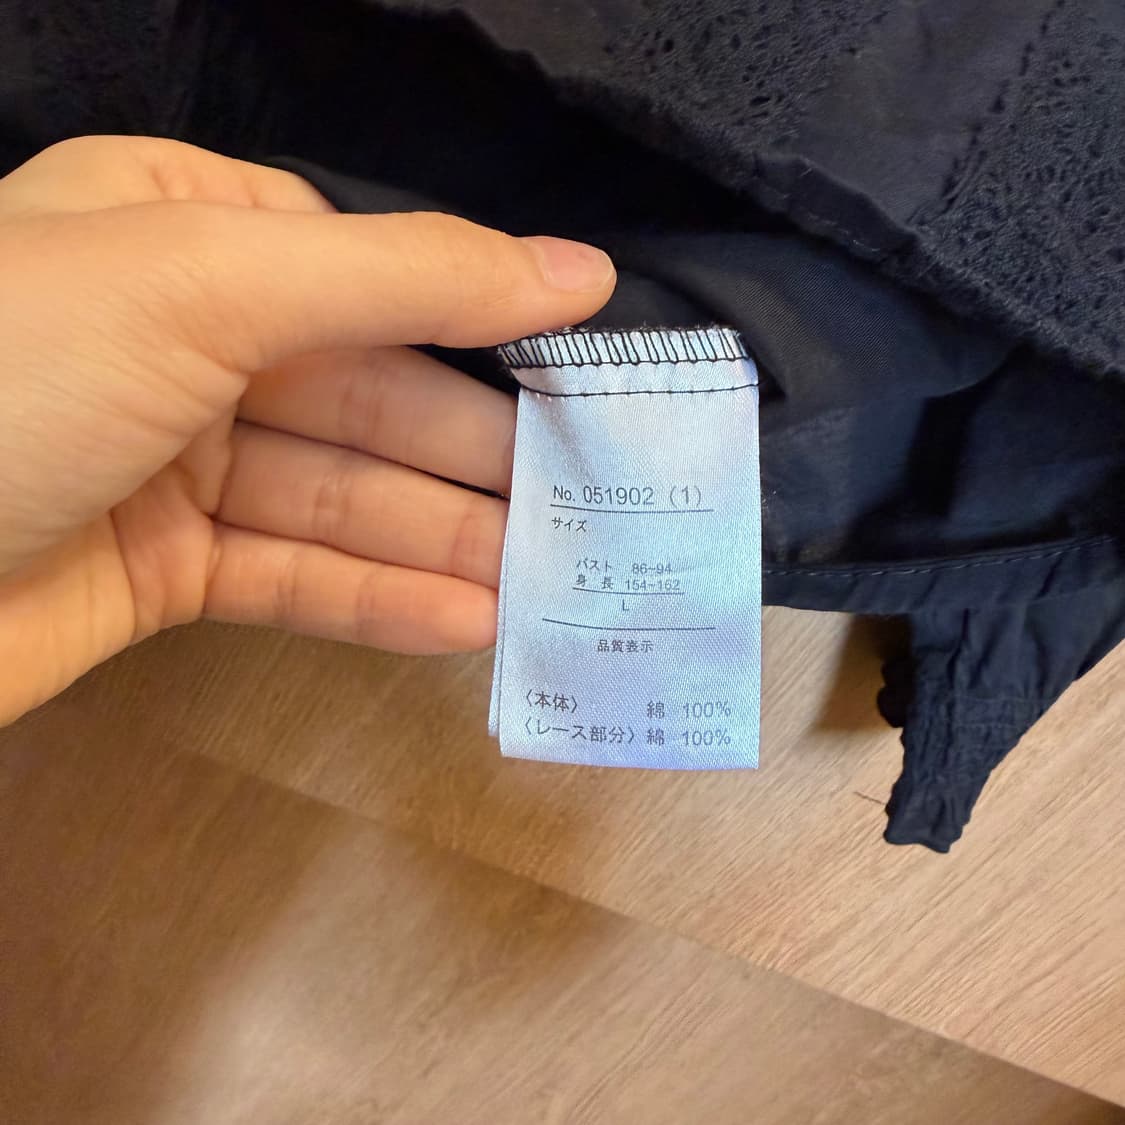 No. 051902 (1)
サイズ
バスト 86~94
身 長 154~162
L
品質表示
〈本体〉 綿 100%
〈レース部分〉綿 100%